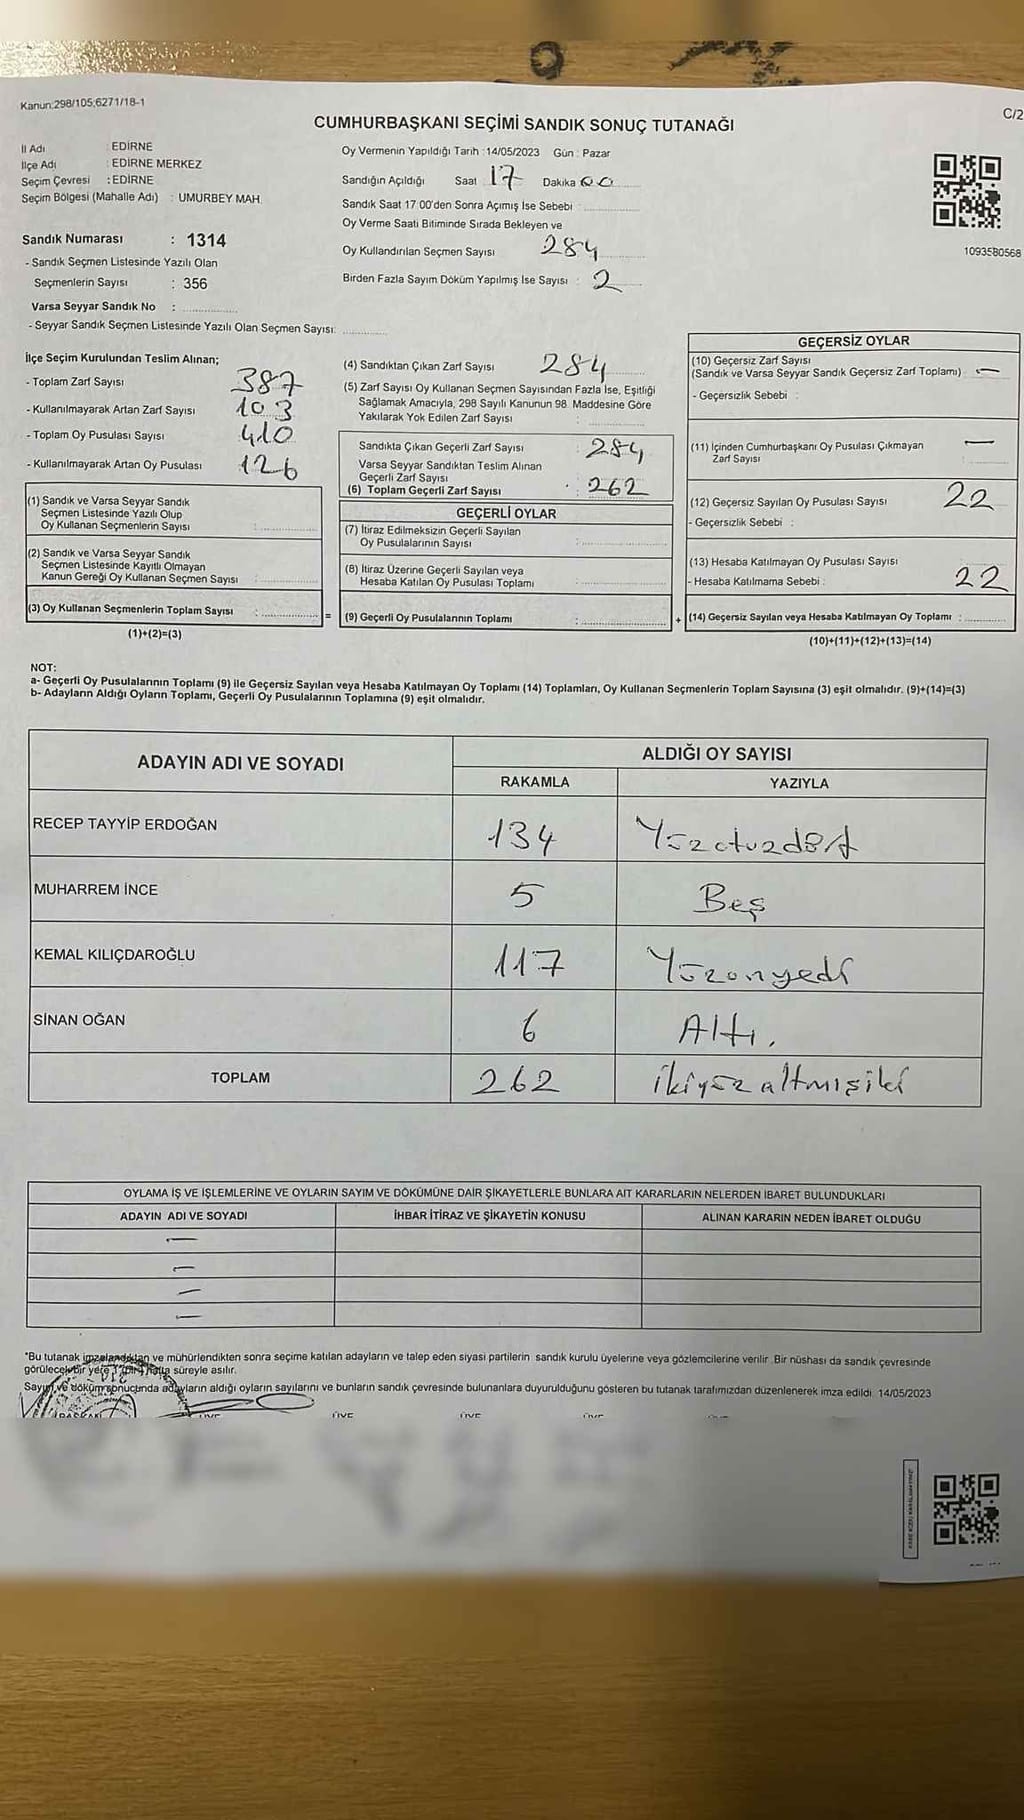 Kanun:298/105;6271/18-1
C/2
CUMHURBAŞKANI SEÇİMİ SANDIK SONUÇ TUTANAĞI
İl Adı : EDİRNE
İlçe Adı : EDİRNE MERKEZ
Seçim Çevresi : EDİRNE
Seçim Bölgesi (Mahalle Adı) : UMURBEY MAH.
Oy Vermenin Yapıldığı Tarih :14/05/2023 Gün : Pazar
Sandığın Açıldığı Saat 17 Dakika 00
Sandık Saat 17:00'den Sonra Açımış İse Sebebi :
Oy Verme Saati Bitiminde Sırada Bekleyen ve
Oy Kullandırılan Seçmen Sayısı 284
Birden Fazla Sayım Döküm Yapılmış İse Sayısı : 2
1093580568
Sandık Numarası : 1314
- Sandık Seçmen Listesinde Yazılı Olan
Seçmenlerin Sayısı : 356
Varsa Seyyar Sandık No :
- Seyyar Sandık Seçmen Listesinde Yazılı Olan Seçmen Sayısı:
İlçe Seçim Kurulundan Teslim Alınan;
- Toplam Zarf Sayısı 387
- Kullanılmayarak Artan Zarf Sayısı 103
- Toplam Oy Pusulası Sayısı 410
- Kullanılmayarak Artan Oy Pusulası 126
(1) Sandık ve Varsa Seyyar Sandık
Seçmen Listesinde Yazılı Olup
Oy Kullanan Seçmenlerin Sayısı :
(2) Sandık ve Varsa Seyyar Sandık
Seçmen Listesinde Kayıtlı Olmayan
Kanun Gereği Oy Kullanan Seçmen Sayısı :
(3) Oy Kullanan Seçmenlerin Toplam Sayısı :
(1)+(2)=(3)
(4) Sandıktan Çıkan Zarf Sayısı 284
(5) Zarf Sayısı Oy Kullanan Seçmen Sayısından Fazla İse, Eşitliği
Sağlamak Amacıyla, 298 Sayılı Kanunun 98. Maddesine Göre
Yakılarak Yok Edilen Zarf Sayısı :
Sandıkta Çıkan Geçerli Zarf Sayısı : 284
Varsa Seyyar Sandıktan Teslim Alınan
Geçerli Zarf Sayısı :
(6) Toplam Geçerli Zarf Sayısı : 262
GEÇERLİ OYLAR
(7) İtiraz Edilmeksizin Geçerli Sayılan
Oy Pusulalarının Sayısı :
(8) İtiraz Üzerine Geçerli Sayılan veya
Hesaba Katılan Oy Pusulası Toplamı :
= (9) Geçerli Oy Pusulalarının Toplamı :
GEÇERSİZ OYLAR
(10) Geçersiz Zarf Sayısı
(Sandık ve Varsa Seyyar Sandık Geçersiz Zarf Toplamı) : —
- Geçersizlik Sebebi :
(11) İçinden Cumhurbaşkanı Oy Pusulası Çıkmayan —
Zarf Sayısı :
(12) Geçersiz Sayılan Oy Pusulası Sayısı 22
- Geçersizlik Sebebi :
(13) Hesaba Katılmayan Oy Pusulası Sayısı :
- Hesaba Katılmama Sebebi : 22
+ (14) Geçersiz Sayılan veya Hesaba Katılmayan Oy Toplamı :
(10)+(11)+(12)+(13)=(14)
NOT:
a- Geçerli Oy Pusulalarının Toplamı (9) ile Geçersiz Sayılan veya Hesaba Katılmayan Oy Toplamı (14) Toplamları, Oy Kullanan Seçmenlerin Toplam Sayısına (3) eşit olmalıdır. (9)+(14)=(3)
b- Adayların Aldığı Oyların Toplamı, Geçerli Oy Pusulalarının Toplamına (9) eşit olmalıdır.
ADAYIN ADI VE SOYADI
ALDIĞI OY SAYISI
RAKAMLA YAZIYLA
RECEP TAYYİP ERDOĞAN 134 Yüzotuzdört
MUHARREM İNCE 5 Beş
KEMAL KILIÇDAROĞLU 117 Yüzonyedi
SİNAN OĞAN 6 Altı.
TOPLAM 262 ikiyüzaltmışiki
OYLAMA İŞ VE İŞLEMLERİNE VE OYLARIN SAYIM VE DÖKÜMÜNE DAİR ŞİKAYETLERLE BUNLARA AİT KARARLARIN NELERDEN İBARET BULUNDUKLARI
ADAYIN ADI VE SOYADI İHBAR İTİRAZ VE ŞİKAYETİN KONUSU ALINAN KARARIN NEDEN İBARET OLDUĞU
—
—
—
—
*Bu tutanak imzalandıktan ve mühürlendikten sonra seçime katılan adayların ve talep eden siyasi partilerin sandık kurulu üyelerine veya gözlemcilerine verilir. Bir nüshası da sandık çevresinde
görülecek bir yere 1 (bir) hafta süreyle asılır.
Sayım ve döküm sonucunda adayların aldığı oyların sayılarını ve bunların sandık çevresinde bulunanlara duyurulduğunu gösteren bu tutanak tarafımızdan düzenlenerek imza edildi. 14/05/2023
BAŞKAN ÜYE ÜYE ÜYE ÜYE